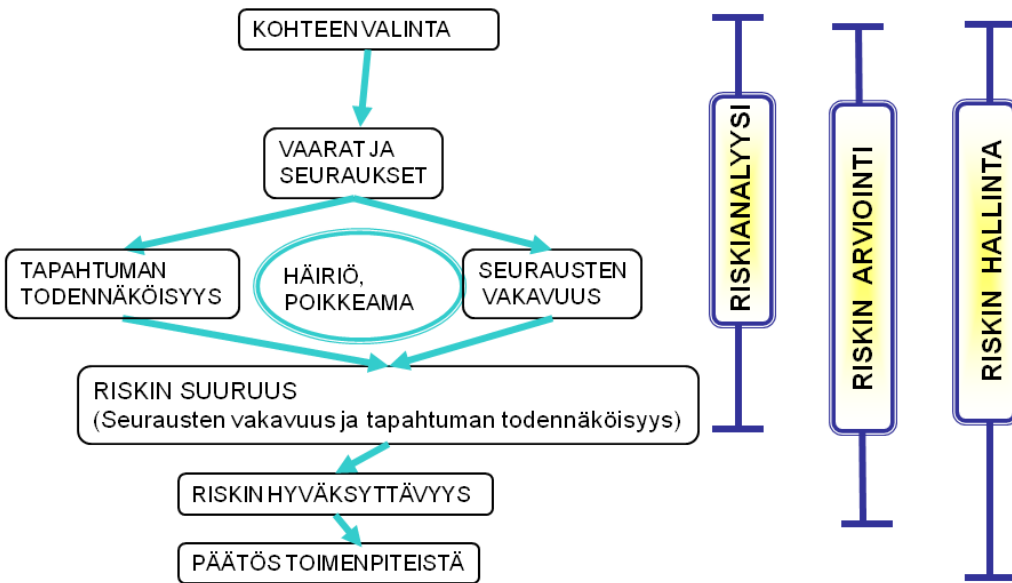 KOHTEEN VALINTA
VAARAT JA
SEURAUKSET
TAPAHTUMAN
TODENNÄKÖISYYS
HÄIRIÖ,
POIKKEAMA
SEURAUSTEN
VAKAVUUS
RISKIN SUURUUS
(Seurausten vakavuus ja tapahtuman todennäköisyys)
RISKIN HYVÄKSYTTÄVYYS
PÄÄTÖS TOIMENPITEISTÄ
RISKIANALYYSI
RISKIN ARVIOINTI
RISKIN HALLINTA